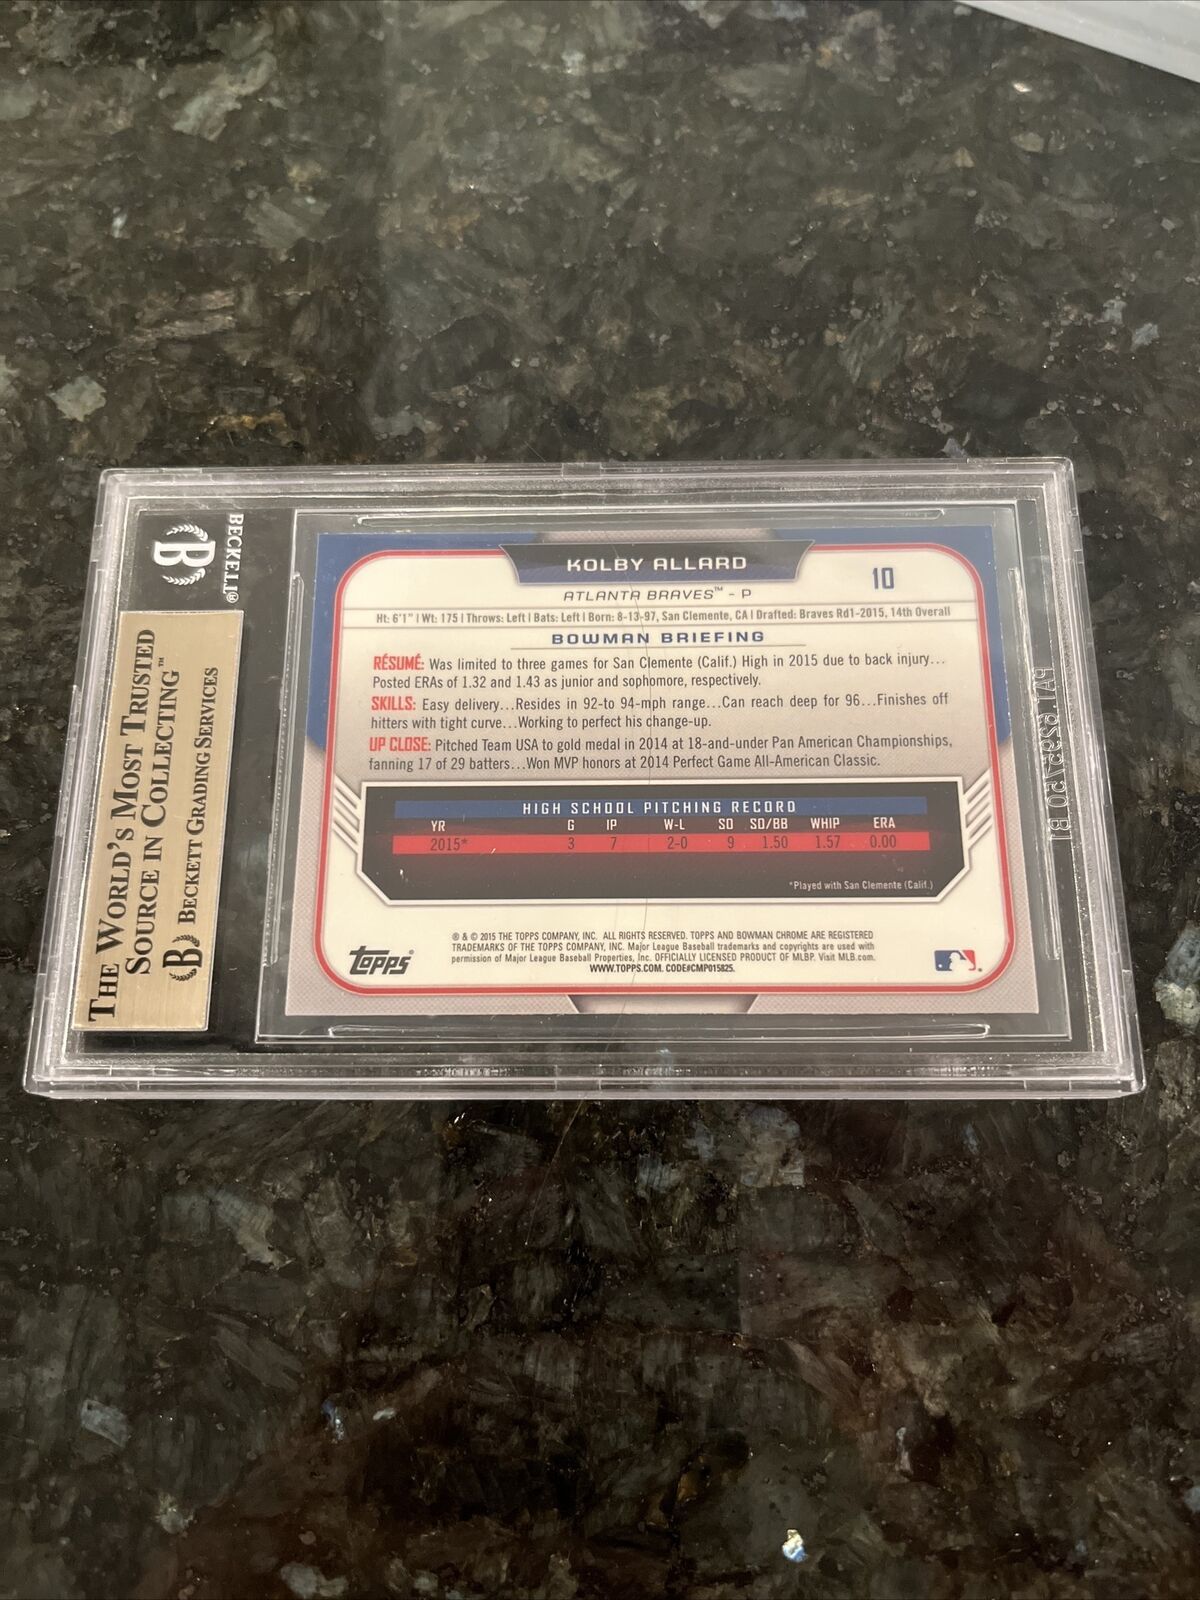 BECKETT®
B
THE WORLD'S MOST TRUSTED
SOURCE IN COLLECTING™
B BECKETT GRADING SERVICES
KOLBY ALLARD
10
ATLANTA BRAVES™ - P
Ht: 6'1" | Wt: 175 | Throws: Left | Bats: Left | Born: 8-13-97, San Clemente, CA | Drafted: Braves Rd1-2015, 14th Overall
BOWMAN BRIEFING
RÉSUMÉ: Was limited to three games for San Clemente (Calif.) High in 2015 due to back injury...
Posted ERAs of 1.32 and 1.43 as junior and sophomore, respectively.
SKILLS: Easy delivery...Resides in 92-to 94-mph range...Can reach deep for 96...Finishes off
hitters with tight curve...Working to perfect his change-up.
UP CLOSE: Pitched Team USA to gold medal in 2014 at 18-and-under Pan American Championships,
fanning 17 of 29 batters...Won MVP honors at 2014 Perfect Game All-American Classic.
HIGH SCHOOL PITCHING RECORD
YR G IP W-L SO SO/BB WHIP ERA
2015* 3 7 2-0 9 1.50 1.57 0.00
*Played with San Clemente (Calif.)
® & © 2015 THE TOPPS COMPANY, INC. ALL RIGHTS RESERVED. TOPPS AND BOWMAN CHROME ARE REGISTERED
TRADEMARKS OF THE TOPPS COMPANY, INC. Major League Baseball trademarks and copyrights are used with
permission of Major League Baseball Properties, Inc. OFFICIALLY LICENSED PRODUCT OF MLBP. Visit MLB.com.
WWW.TOPPS.COM. CODE#CMP015825.
topps®
PAT. 6295750 B1